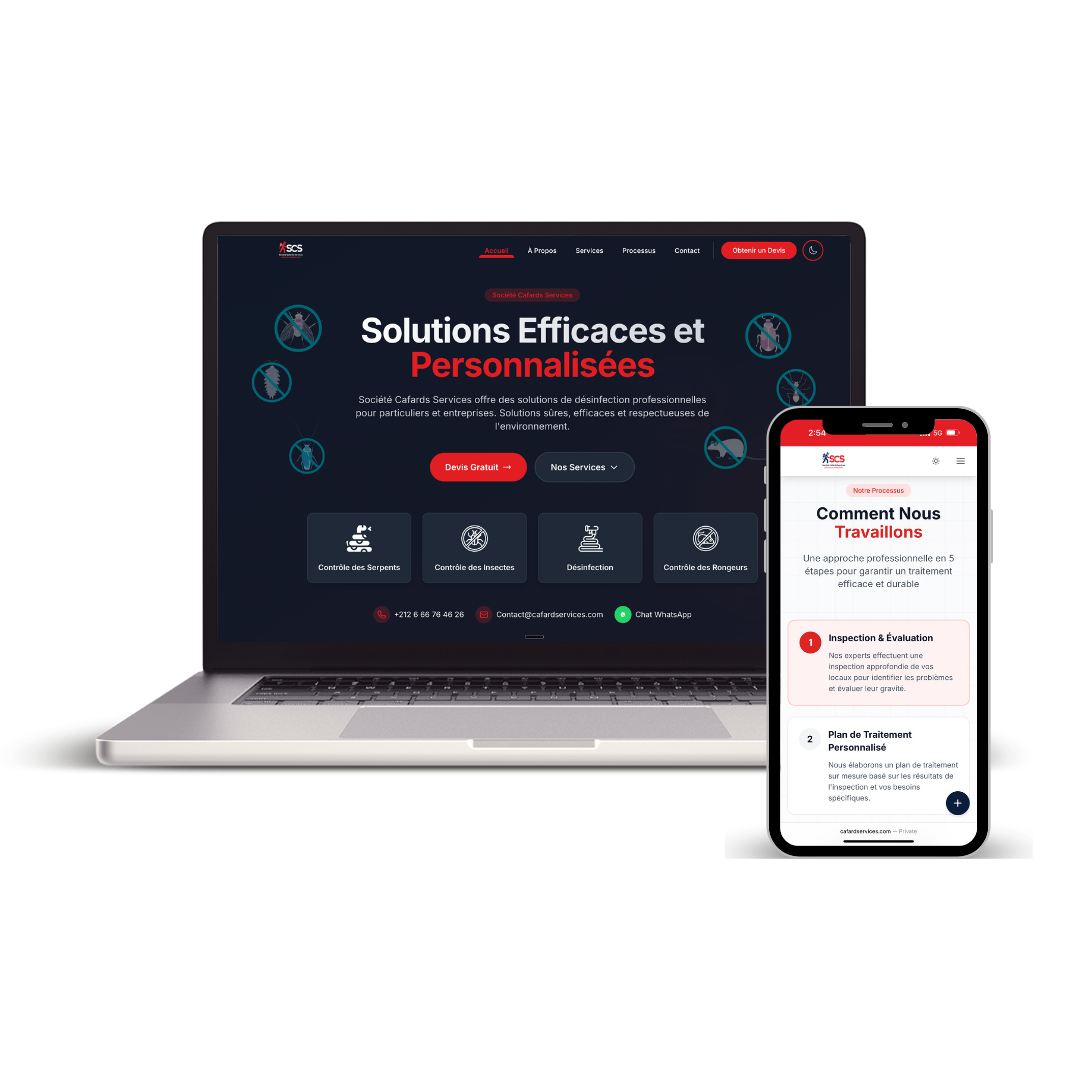 SCS
Accueil
À Propos
Services
Processus
Contact
Obtenir un Devis
Société Cafards Services
Solutions Efficaces et
Personnalisées
Société Cafards Services offre des solutions de désinfection professionnelles
pour particuliers et entreprises. Solutions sûres, efficaces et respectueuses de
l'environnement.
Devis Gratuit →
Nos Services
Contrôle des Serpents
Contrôle des Insectes
Désinfection
Contrôle des Rongeurs
+212 6 66 76 46 26
Contact@cafardservices.com
Chat WhatsApp
2:54
5G
SCS
Notre Processus
Comment Nous
Travaillons
Une approche professionnelle en 5
étapes pour garantir un traitement
efficace et durable
1
Inspection & Évaluation
Nos experts effectuent une
inspection approfondie de vos
locaux pour identifier les problèmes
et évaluer leur gravité.
2
Plan de Traitement
Personnalisé
Nous élaborons un plan de traitement
sur mesure basé sur les résultats de
l'inspection et vos besoins
spécifiques.
+
cafardservices.com — Private